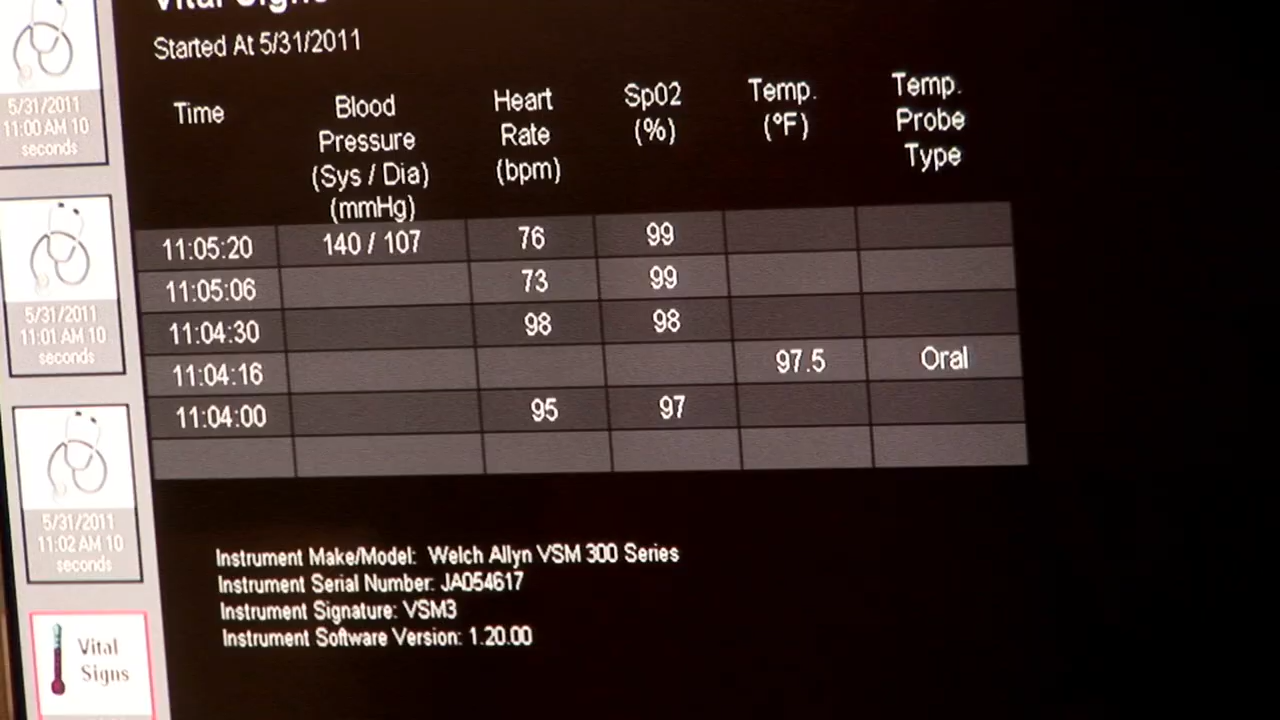 Vital Signs
Started At 5/31/2011
Time
Blood
Pressure
(Sys / Dia)
(mmHg)
Heart
Rate
(bpm)
SpO2
(%)
Temp.
(°F)
Temp.
Probe
Type
11:05:20 140 / 107 76 99
11:05:06 73 99
11:04:30 98 98
11:04:16 97.5 Oral
11:04:00 95 97
Instrument Make/Model: Welch Allyn VSM 300 Series
Instrument Serial Number: JA054617
Instrument Signature: VSM3
Instrument Software Version: 1.20.00
5/31/2011
11:00 AM 10
seconds
5/31/2011
11:01 AM 10
seconds
5/31/2011
11:02 AM 10
seconds
Vital
Signs